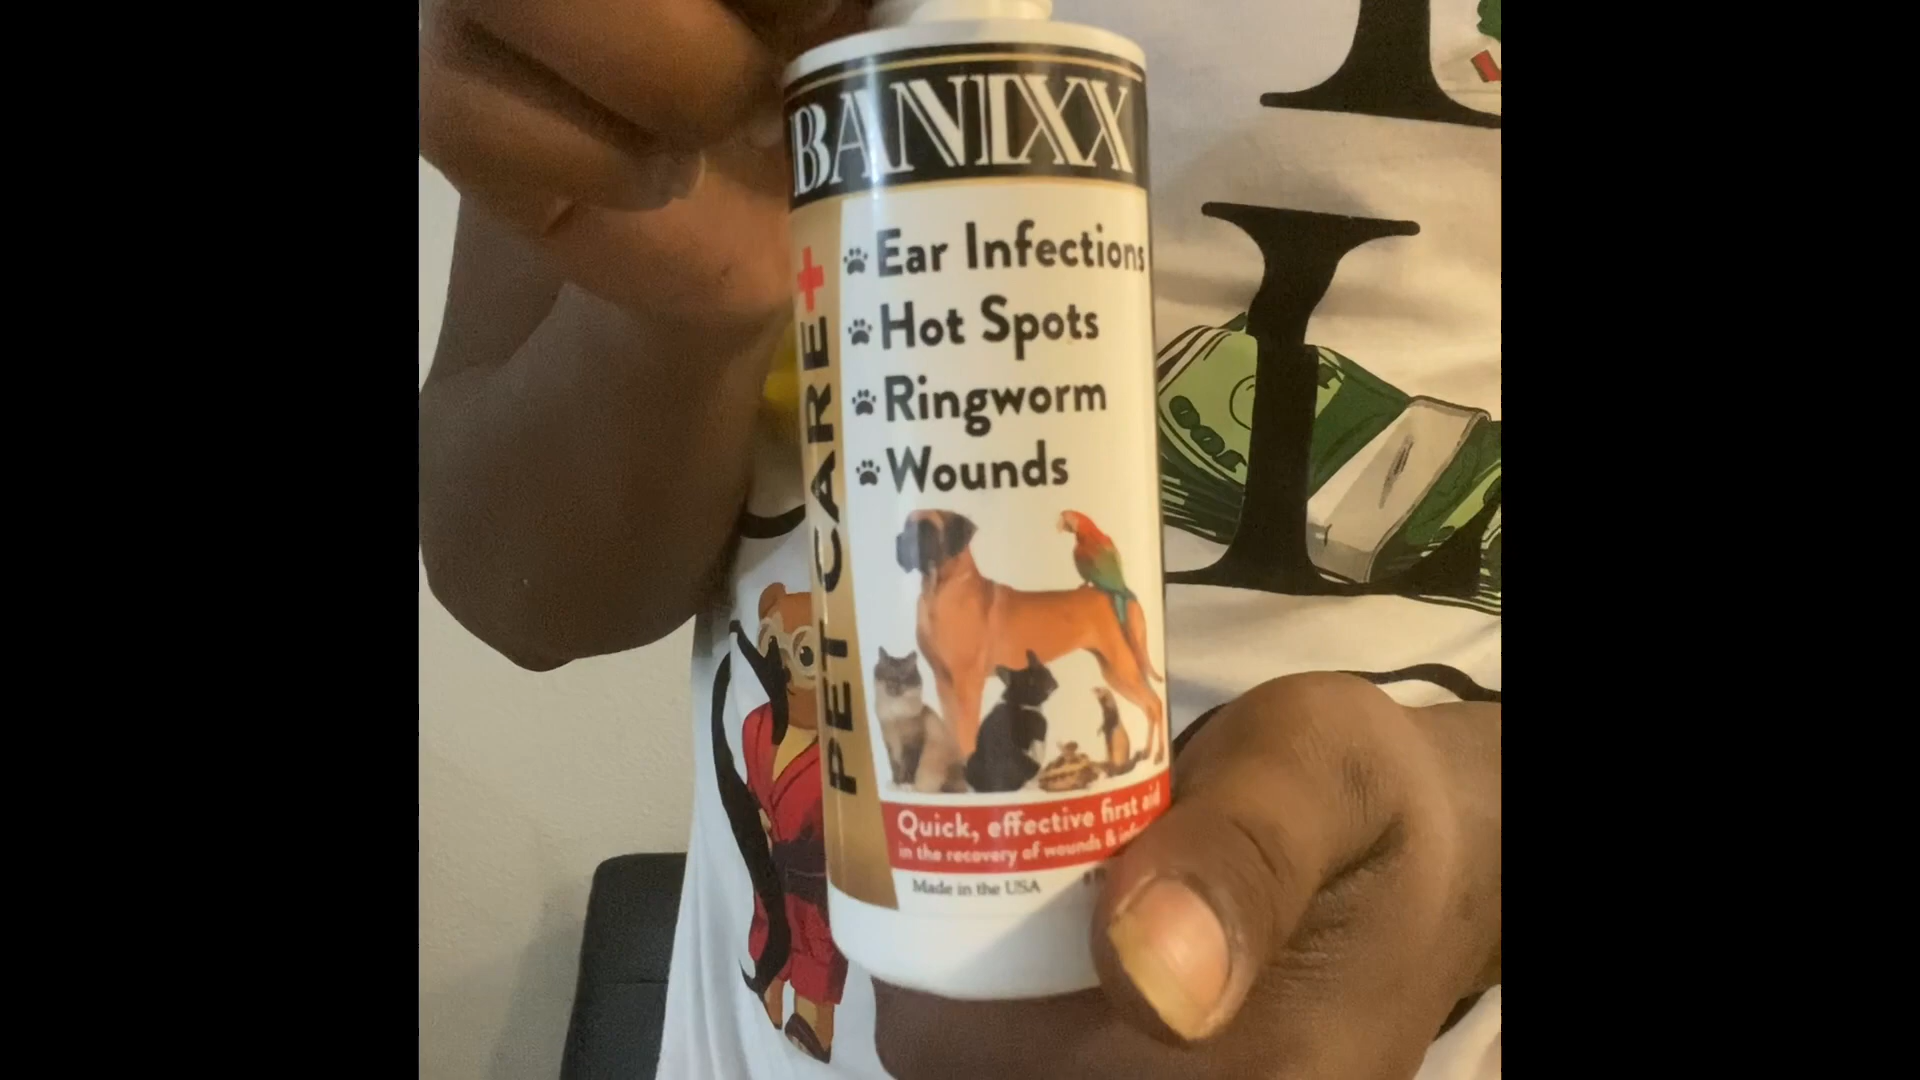 BANIXX
PET CARE+
Ear Infections
Hot Spots
Ringworm
Wounds
Quick, effective first aid
in the recovery of wounds &
Made in the USA
L
100